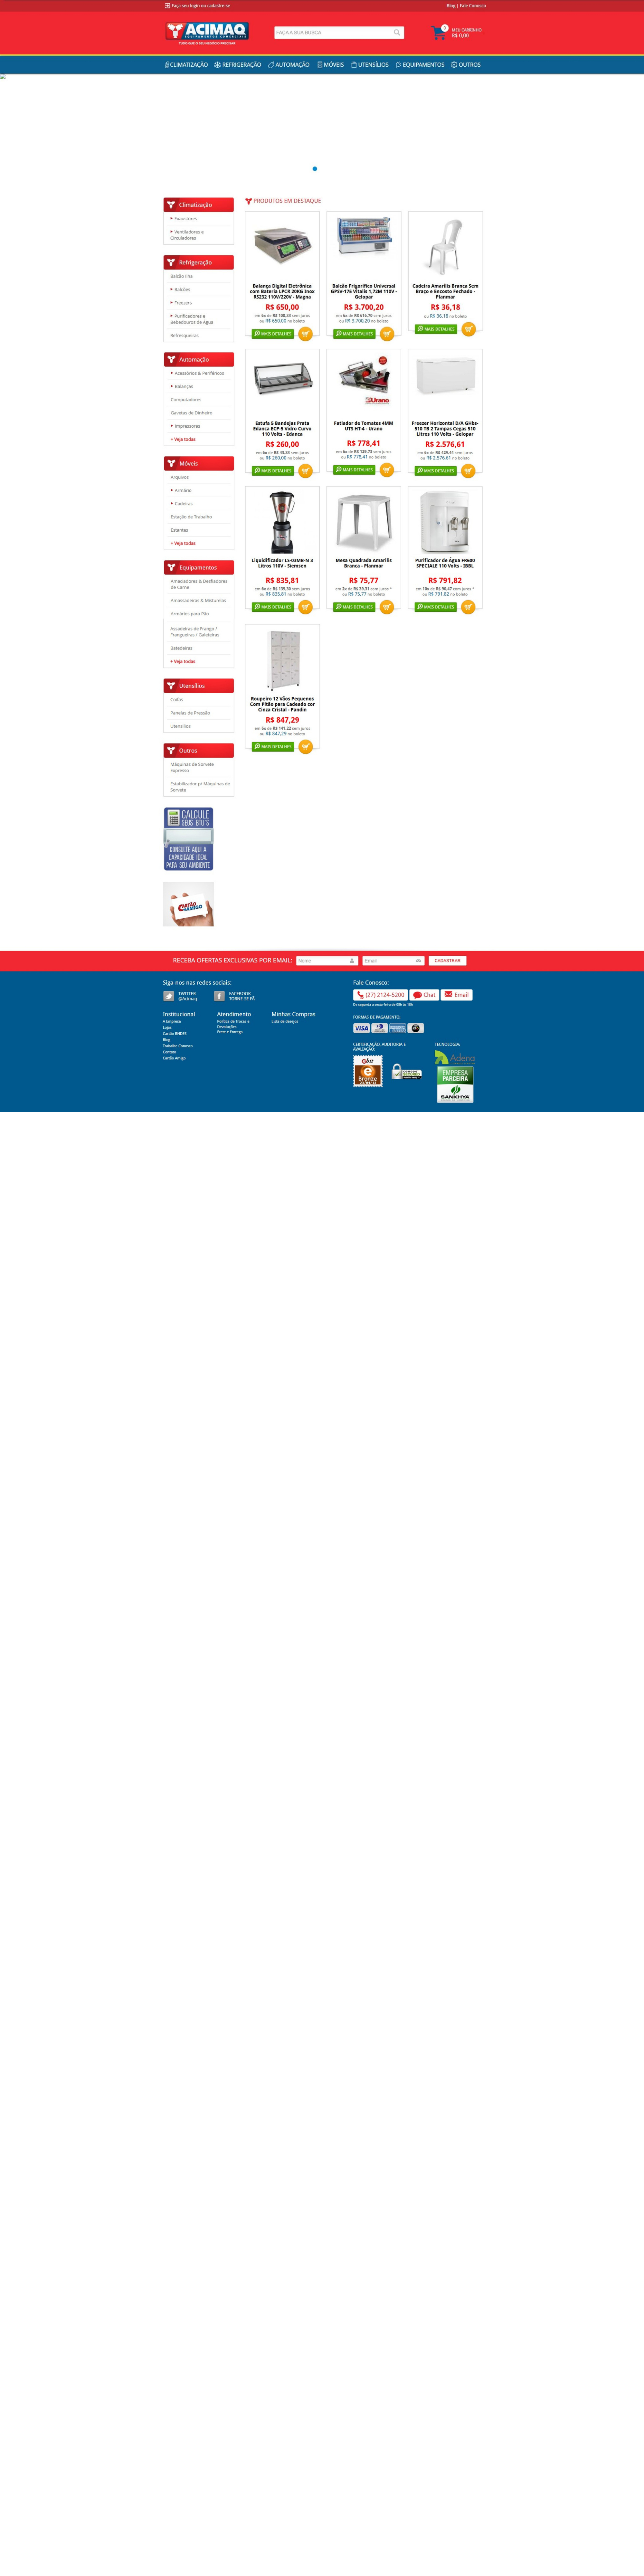 Faça seu login ou cadastre-se
Blog | Fale Conosco
ACIMAQ
EQUIPAMENTOS COMERCIAIS
TUDO QUE O SEU NEGÓCIO PRECISAR
FAÇA A SUA BUSCA
0
MEU CARRINHO
R$ 0,00
CLIMATIZAÇÃO
REFRIGERAÇÃO
AUTOMAÇÃO
MÓVEIS
UTENSÍLIOS
EQUIPAMENTOS
OUTROS
Climatização
Exaustores
Ventiladores e
Circuladores
Refrigeração
Balcão Ilha
Balcões
Freezers
Purificadores e
Bebedouros de Água
Refresqueiras
Automação
Acessórios & Periféricos
Balanças
Computadores
Gavetas de Dinheiro
Impressoras
+ Veja todas
Móveis
Arquivos
Armário
Cadeiras
Estação de Trabalho
Estantes
+ Veja todas
Equipamentos
Amaciadores & Desfiadores
de Carne
Amassadeiras & Misturelas
Armários para Pão
Assadeiras de Frango /
Frangueiras / Galeteiras
Batedeiras
+ Veja todas
Utensílios
Coifas
Panelas de Pressão
Utensílios
Outros
Máquinas de Sorvete
Expresso
Estabilizador p/ Máquinas de
Sorvete
CALCULE
SEUS BTU'S
CONSULTE AQUI A
CAPACIDADE IDEAL
PARA SEU AMBIENTE
CARTÃO
AMIGO
PRODUTOS EM DESTAQUE
Balança Digital Eletrônica
com Bateria LPCR 20KG Inox
RS232 110V/220V - Magna
R$ 650,00
em 6x de R$ 108,33 sem juros
ou R$ 650,00 no boleto
MAIS DETALHES
Balcão Frigorífico Universal
GPSV-175 Vitalis 1,72M 110V -
Gelopar
R$ 3.700,20
em 6x de R$ 616,70 sem juros
ou R$ 3.700,20 no boleto
MAIS DETALHES
Cadeira Amarílis Branca Sem
Braço e Encosto Fechado -
Planmar
R$ 36,18
ou R$ 36,18 no boleto
MAIS DETALHES
Estufa 5 Bandejas Prata
Edanca ECP-5 Vidro Curvo
110 Volts - Edanca
R$ 260,00
em 6x de R$ 43,33 sem juros
ou R$ 260,00 no boleto
MAIS DETALHES
Urano
Fatiador de Tomates 4MM
UTS HT-4 - Urano
R$ 778,41
em 6x de R$ 129,73 sem juros
ou R$ 778,41 no boleto
MAIS DETALHES
Freezer Horizontal D/A GHBS-
510 TB 2 Tampas Cegas 510
Litros 110 Volts - Gelopar
R$ 2.576,61
em 6x de R$ 429,44 sem juros
ou R$ 2.576,61 no boleto
MAIS DETALHES
Liquidificador LS-03MB-N 3
Litros 110V - Siemsen
R$ 835,81
em 6x de R$ 139,30 sem juros
ou R$ 835,81 no boleto
MAIS DETALHES
Mesa Quadrada Amarilis
Branca - Planmar
R$ 75,77
em 2x de R$ 39,31 com juros *
ou R$ 75,77 no boleto
MAIS DETALHES
Purificador de Água FR600
SPECIALE 110 Volts - IBBL
R$ 791,82
em 10x de R$ 90,47 com juros *
ou R$ 791,82 no boleto
MAIS DETALHES
Roupeiro 12 Vãos Pequenos
Com Pitão para Cadeado cor
Cinza Cristal - Pandin
R$ 847,29
em 6x de R$ 141,22 sem juros
ou R$ 847,29 no boleto
MAIS DETALHES
RECEBA OFERTAS EXCLUSIVAS POR EMAIL:
Nome
Email
CADASTRAR
Siga-nos nas redes sociais:
TWITTER
@Acimaq
FACEBOOK
TORNE-SE FÃ
Institucional
A Empresa
Lojas
Cartão BNDES
Blog
Trabalhe Conosco
Contato
Cartão Amigo
Atendimento
Política de Trocas e
Devoluções
Frete e Entrega
Minhas Compras
Lista de desejos
Fale Conosco:
(27) 2124-5200
Chat
Email
De segunda a sexta-feira de 08h às 18h
FORMAS DE PAGAMENTO:
VISA
CERTIFICAÇÃO, AUDITORIA E
AVALIAÇÃO:
ebit
Bronze
TECNOLOGIA:
Adena
EMPRESA
PARCEIRA
SANKHYA